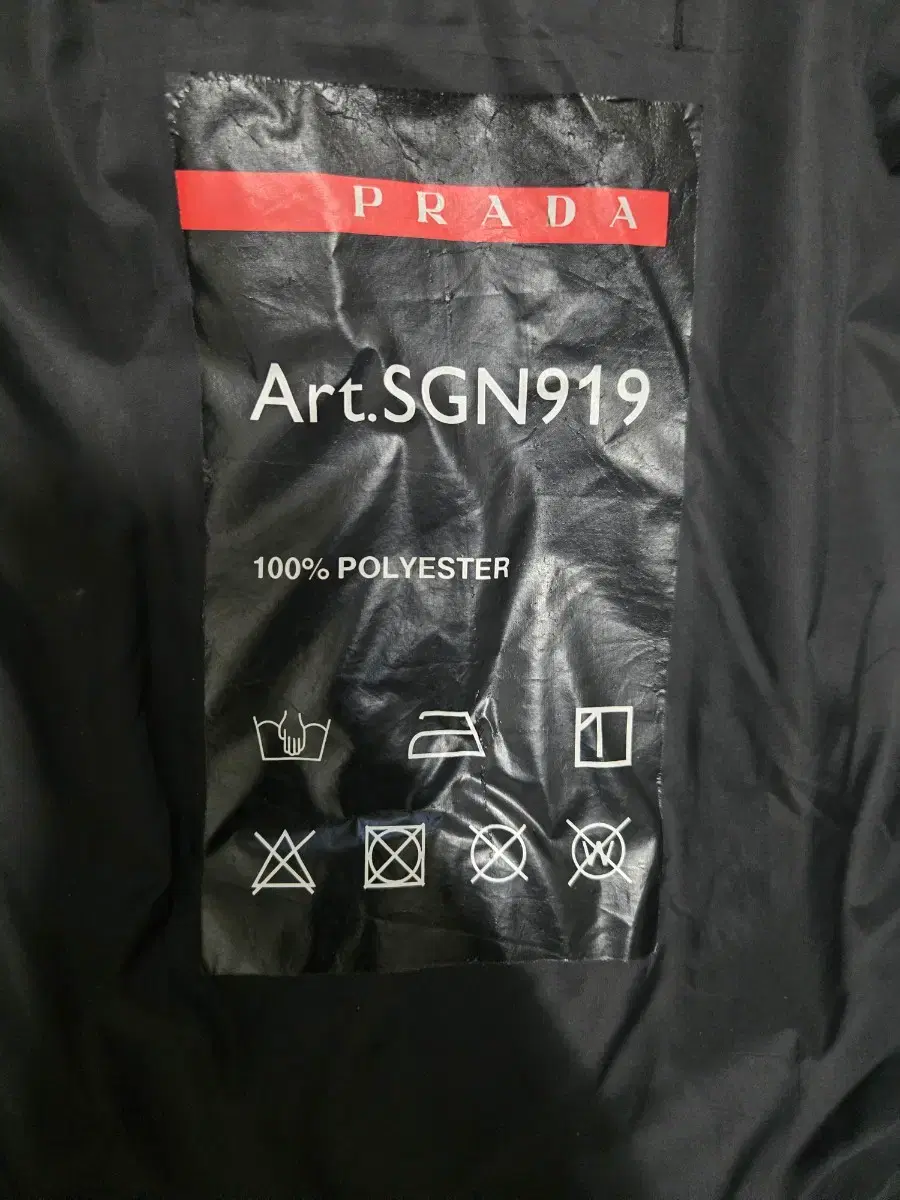 PRADA
Art.SGN919
100% POLYESTER
W